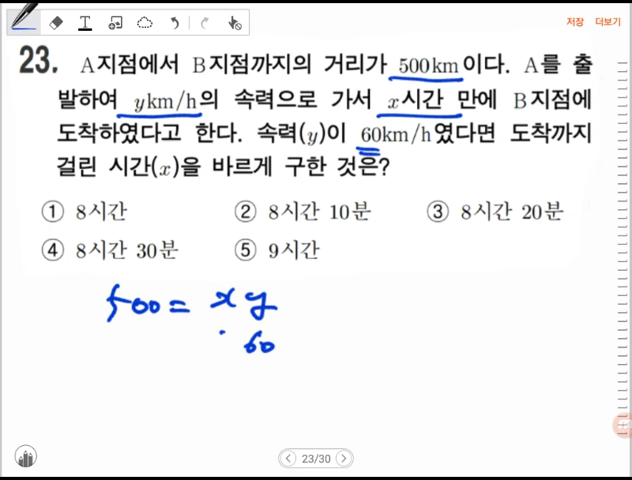 저장 더보기
23. A지점에서 B지점까지의 거리가 500km이다. A를 출
발하여 ykm/h의 속력으로 가서 x시간 만에 B지점에
도착하였다고 한다. 속력(y)이 60km/h였다면 도착까지
걸린 시간(x)을 바르게 구한 것은?
① 8시간 ② 8시간 10분 ③ 8시간 20분
④ 8시간 30분 ⑤ 9시간
500 = x y
· 60
23/30